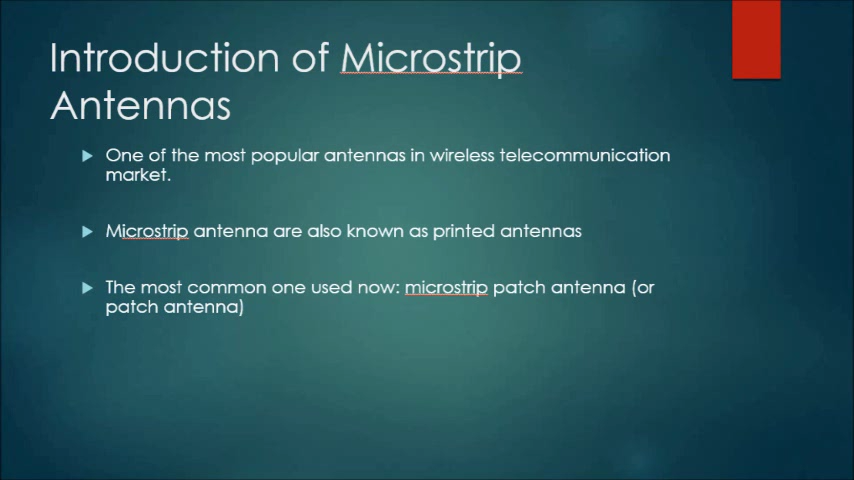 Introduction of Microstrip
Antennas
One of the most popular antennas in wireless telecommunication
market.
Microstrip antenna are also known as printed antennas
The most common one used now: microstrip patch antenna (or
patch antenna)